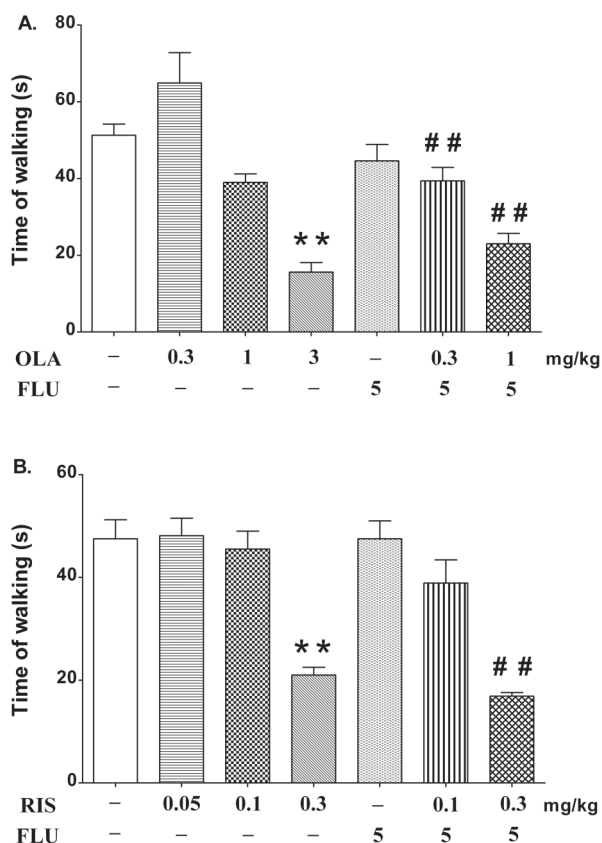 A.
80
60
40
20
0
Time of walking (s)
* *
# #
# #
OLA – 0.3 1 3 – 0.3 1 mg/kg
FLU – – – – 5 5 5
B.
60
40
20
0
Time of walking (s)
* *
# #
RIS – 0.05 0.1 0.3 – 0.1 0.3 mg/kg
FLU – – – – 5 5 5